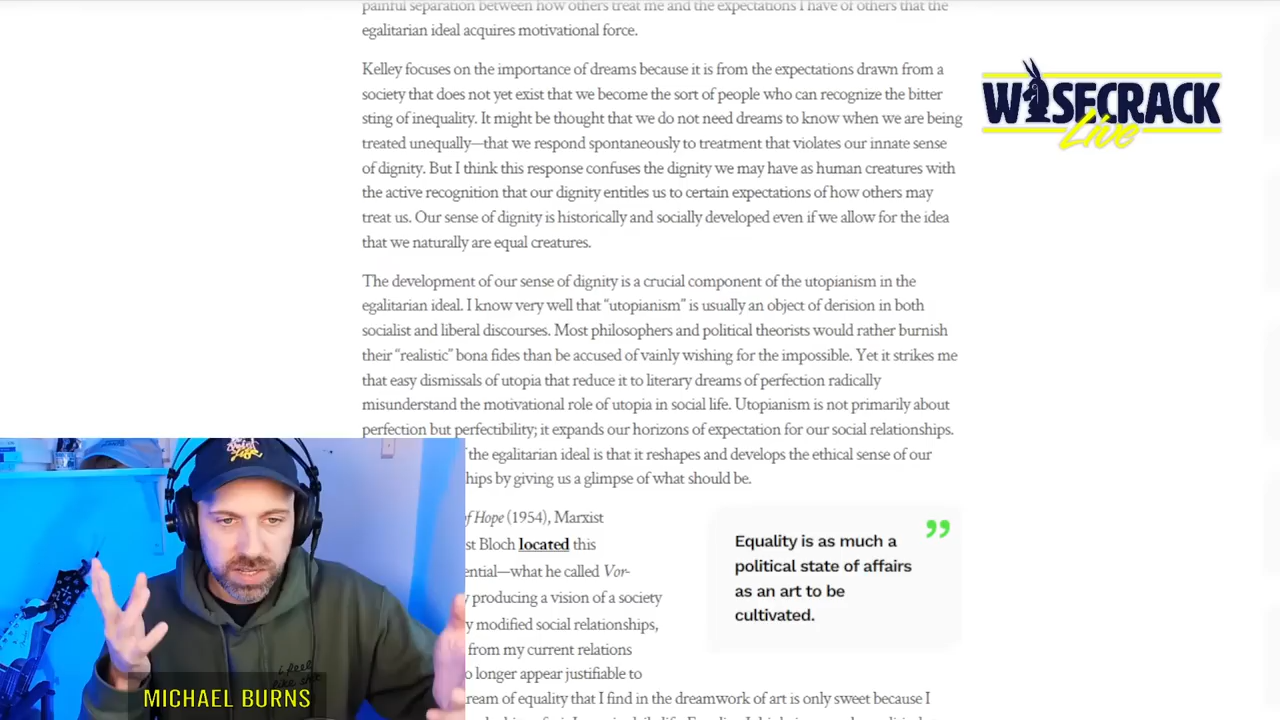 painful separation between how others treat me and the expectations I have of others that the
egalitarian ideal acquires motivational force.
Kelley focuses on the importance of dreams because it is from the expectations drawn from a
society that does not yet exist that we become the sort of people who can recognize the bitter
sting of inequality. It might be thought that we do not need dreams to know when we are being
treated unequally—that we respond spontaneously to treatment that violates our innate sense
of dignity. But I think this response confuses the dignity we may have as human creatures with
the active recognition that our dignity entitles us to certain expectations of how others may
treat us. Our sense of dignity is historically and socially developed even if we allow for the idea
that we naturally are equal creatures.
The development of our sense of dignity is a crucial component of the utopianism in the
egalitarian ideal. I know very well that “utopianism” is usually an object of derision in both
socialist and liberal discourses. Most philosophers and political theorists would rather burnish
their “realistic” bona fides than be accused of vainly wishing for the impossible. Yet it strikes me
that easy dismissals of utopia that reduce it to literary dreams of perfection radically
misunderstand the motivational role of utopia in social life. Utopianism is not primarily about
perfection but perfectibility; it expands our horizons of expectation for our social relationships.
the egalitarian ideal is that it reshapes and develops the ethical sense of our
hips by giving us a glimpse of what should be.
of Hope (1954), Marxist
st Bloch located this
ential—what he called Vor-
y producing a vision of a society
y modified social relationships,
from my current relations
o longer appear justifiable to
ream of equality that I find in the dreamwork of art is only sweet because I
”
Equality is as much a
political state of affairs
as an art to be
cultivated.
WISECRACK
Live
i feel
like shit
MICHAEL BURNS